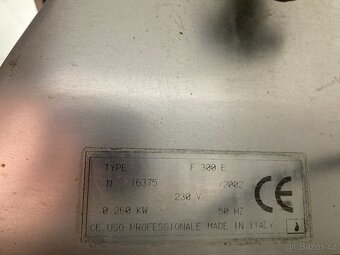 TYPE F 300 E
N. 16375 /2002
230 V
0.260 KW 50 HZ
CE USO PROFESSIONALE MADE IN ITALY
CE